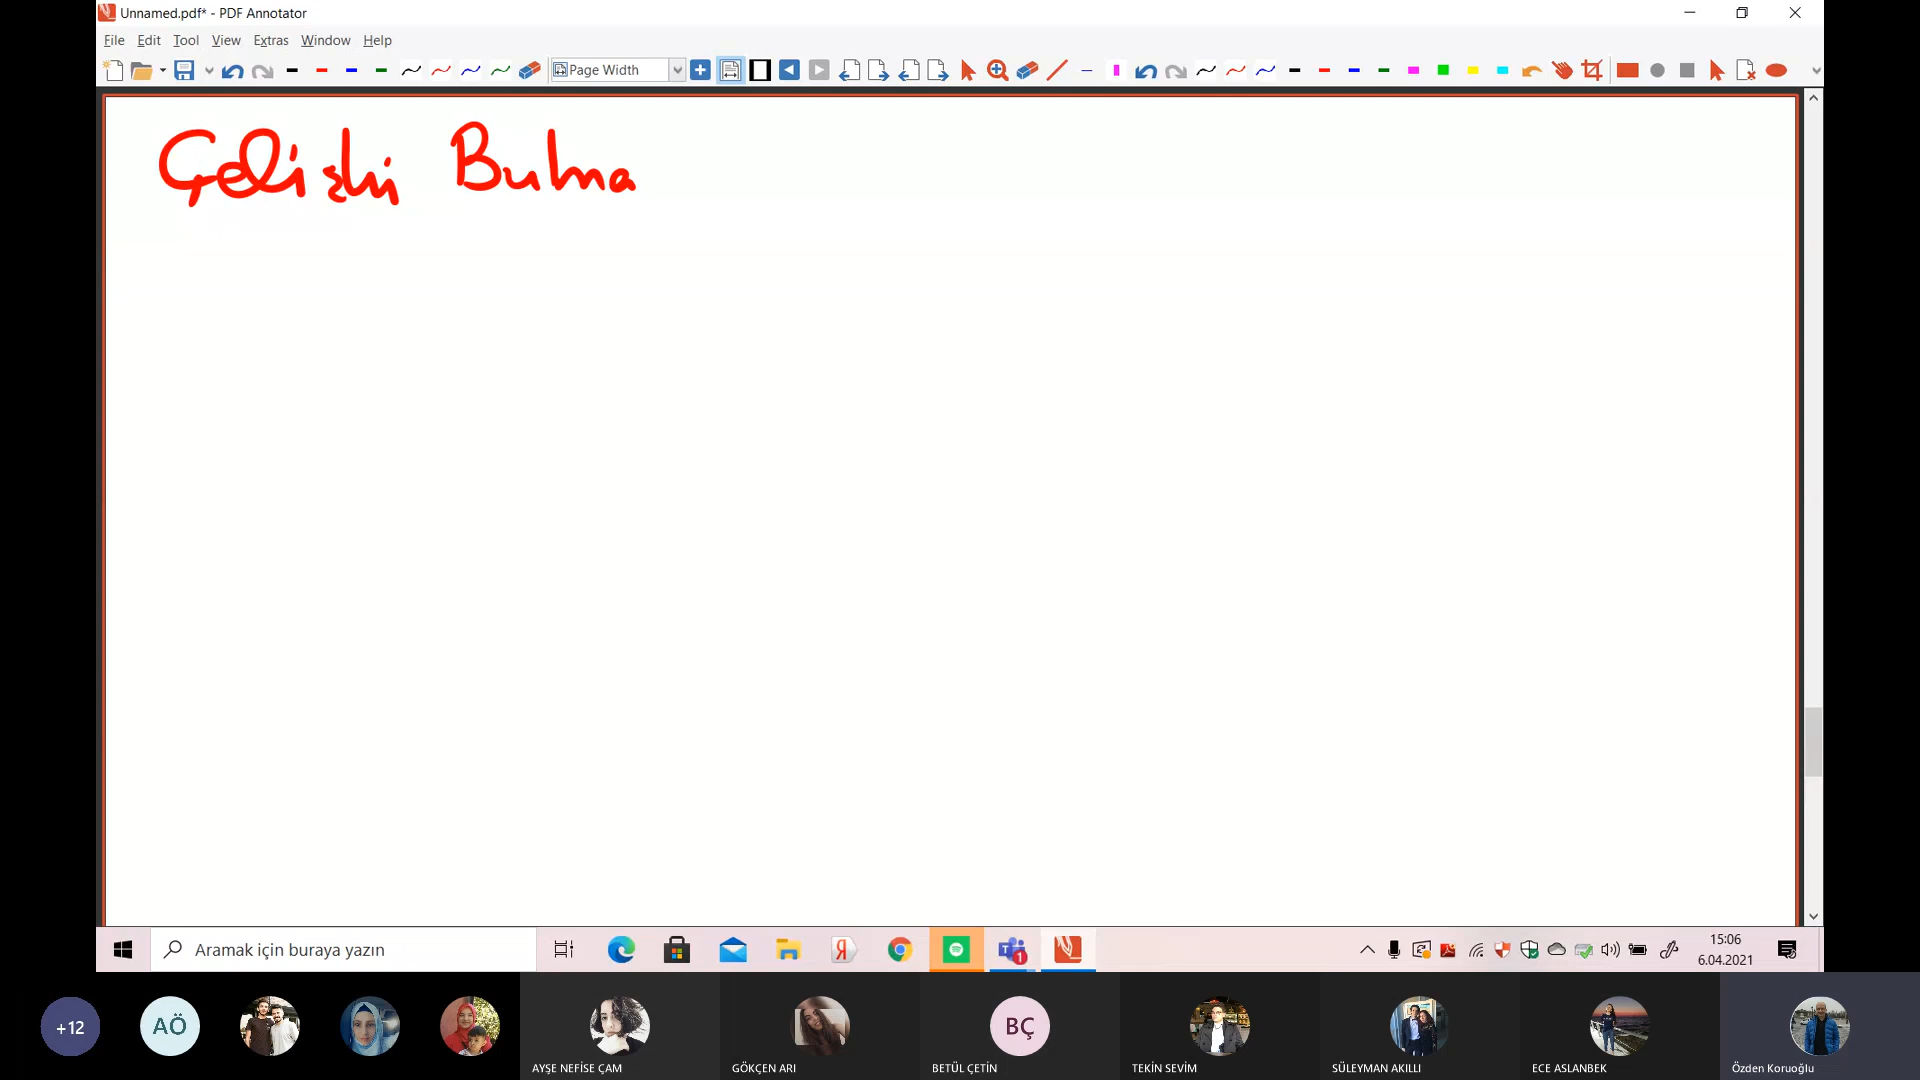 Unnamed.pdf* - PDF Annotator
File Edit Tool View Extras Window Help
Page Width
Çelişki Bulma
Aramak için buraya yazın
1
15:06
6.04.2021
+12
AÖ
BÇ
AYŞE NEFİSE ÇAM
GÖKÇEN ARI
BETÜL ÇETİN
TEKİN SEVİM
SÜLEYMAN AKILLI
ECE ASLANBEK
Özden Koruoğlu